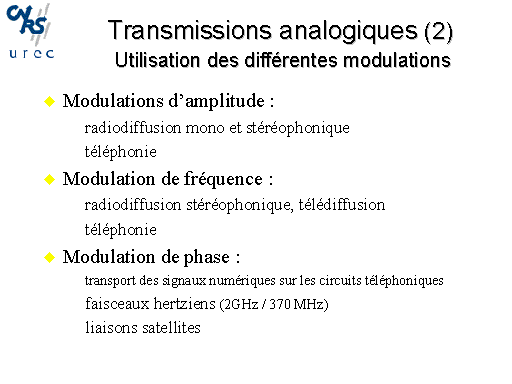 CNRS
urec
Transmissions analogiques (2)
Utilisation des différentes modulations
Modulations d'amplitude :
radiodiffusion mono et stéréophonique
téléphonie
Modulation de fréquence :
radiodiffusion stéréophonique, télédiffusion
téléphonie
Modulation de phase :
transport des signaux numériques sur les circuits téléphoniques
faisceaux hertziens (2GHz / 370 MHz)
liaisons satellites